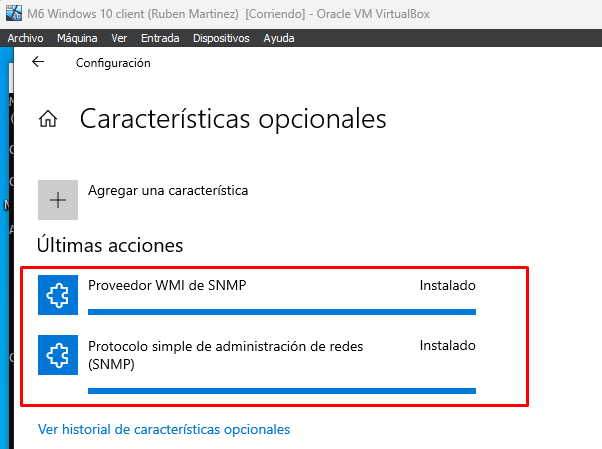 M6 Windows 10 client (Ruben Martinez) [Corriendo] - Oracle VM VirtualBox
Archivo Máquina Ver Entrada Dispositivos Ayuda
Configuración
Características opcionales
Agregar una característica
Últimas acciones
Proveedor WMI de SNMP Instalado
Protocolo simple de administración de redes Instalado
(SNMP)
Ver historial de características opcionales